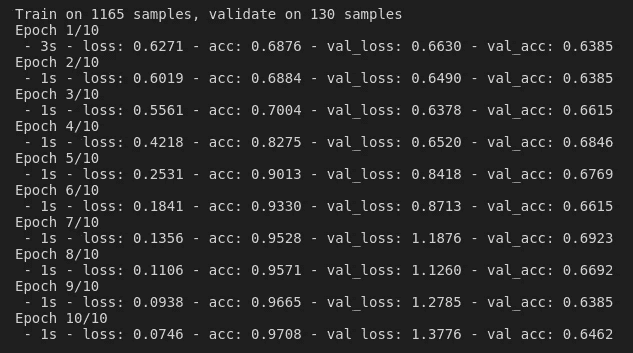 Train on 1165 samples, validate on 130 samples
Epoch 1/10
 - 3s - loss: 0.6271 - acc: 0.6876 - val_loss: 0.6630 - val_acc: 0.6385
Epoch 2/10
 - 1s - loss: 0.6019 - acc: 0.6884 - val_loss: 0.6490 - val_acc: 0.6385
Epoch 3/10
 - 1s - loss: 0.5561 - acc: 0.7004 - val_loss: 0.6378 - val_acc: 0.6615
Epoch 4/10
 - 1s - loss: 0.4218 - acc: 0.8275 - val_loss: 0.6520 - val_acc: 0.6846
Epoch 5/10
 - 1s - loss: 0.2531 - acc: 0.9013 - val_loss: 0.8418 - val_acc: 0.6769
Epoch 6/10
 - 1s - loss: 0.1841 - acc: 0.9330 - val_loss: 0.8713 - val_acc: 0.6615
Epoch 7/10
 - 1s - loss: 0.1356 - acc: 0.9528 - val_loss: 1.1876 - val_acc: 0.6923
Epoch 8/10
 - 1s - loss: 0.1106 - acc: 0.9571 - val_loss: 1.1260 - val_acc: 0.6692
Epoch 9/10
 - 1s - loss: 0.0938 - acc: 0.9665 - val_loss: 1.2785 - val_acc: 0.6385
Epoch 10/10
 - 1s - loss: 0.0746 - acc: 0.9708 - val_loss: 1.3776 - val_acc: 0.6462